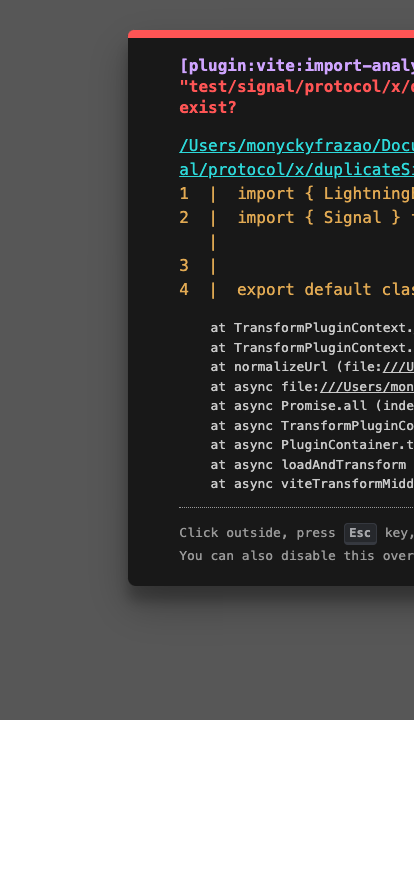 [plugin:vite:import-analy
"test/signal/protocol/x/
exist?
/Users/monyckyfrazao/Docu
al/protocol/x/duplicateSi
1  |  import { Lightning
2  |  import { Signal }
   |
3  |
4  |  export default clas
at TransformPluginContext.
at TransformPluginContext.
at normalizeUrl (file:///U
at async file:///Users/mon
at async Promise.all (inde
at async TransformPluginCo
at async PluginContainer.t
at async loadAndTransform
at async viteTransformMidd
Click outside, press Esc key,
You can also disable this over